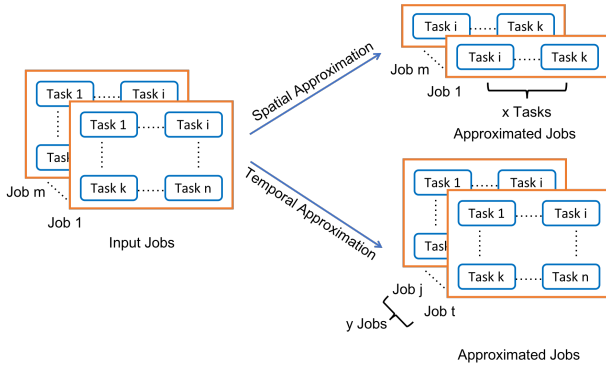 Task 1
Task i
Task
Task 1
Task i
Task k
Task n
Job m
Job 1
Input Jobs
Spatial Approximation
Temporal Approximation
Task i
Task k
Task i
Task k
Job m
Job 1
x Tasks
Approximated Jobs
Task 1
Task i
Task
Task 1
Task i
Task k
Task n
Job j
Job t
y Jobs
Approximated Jobs